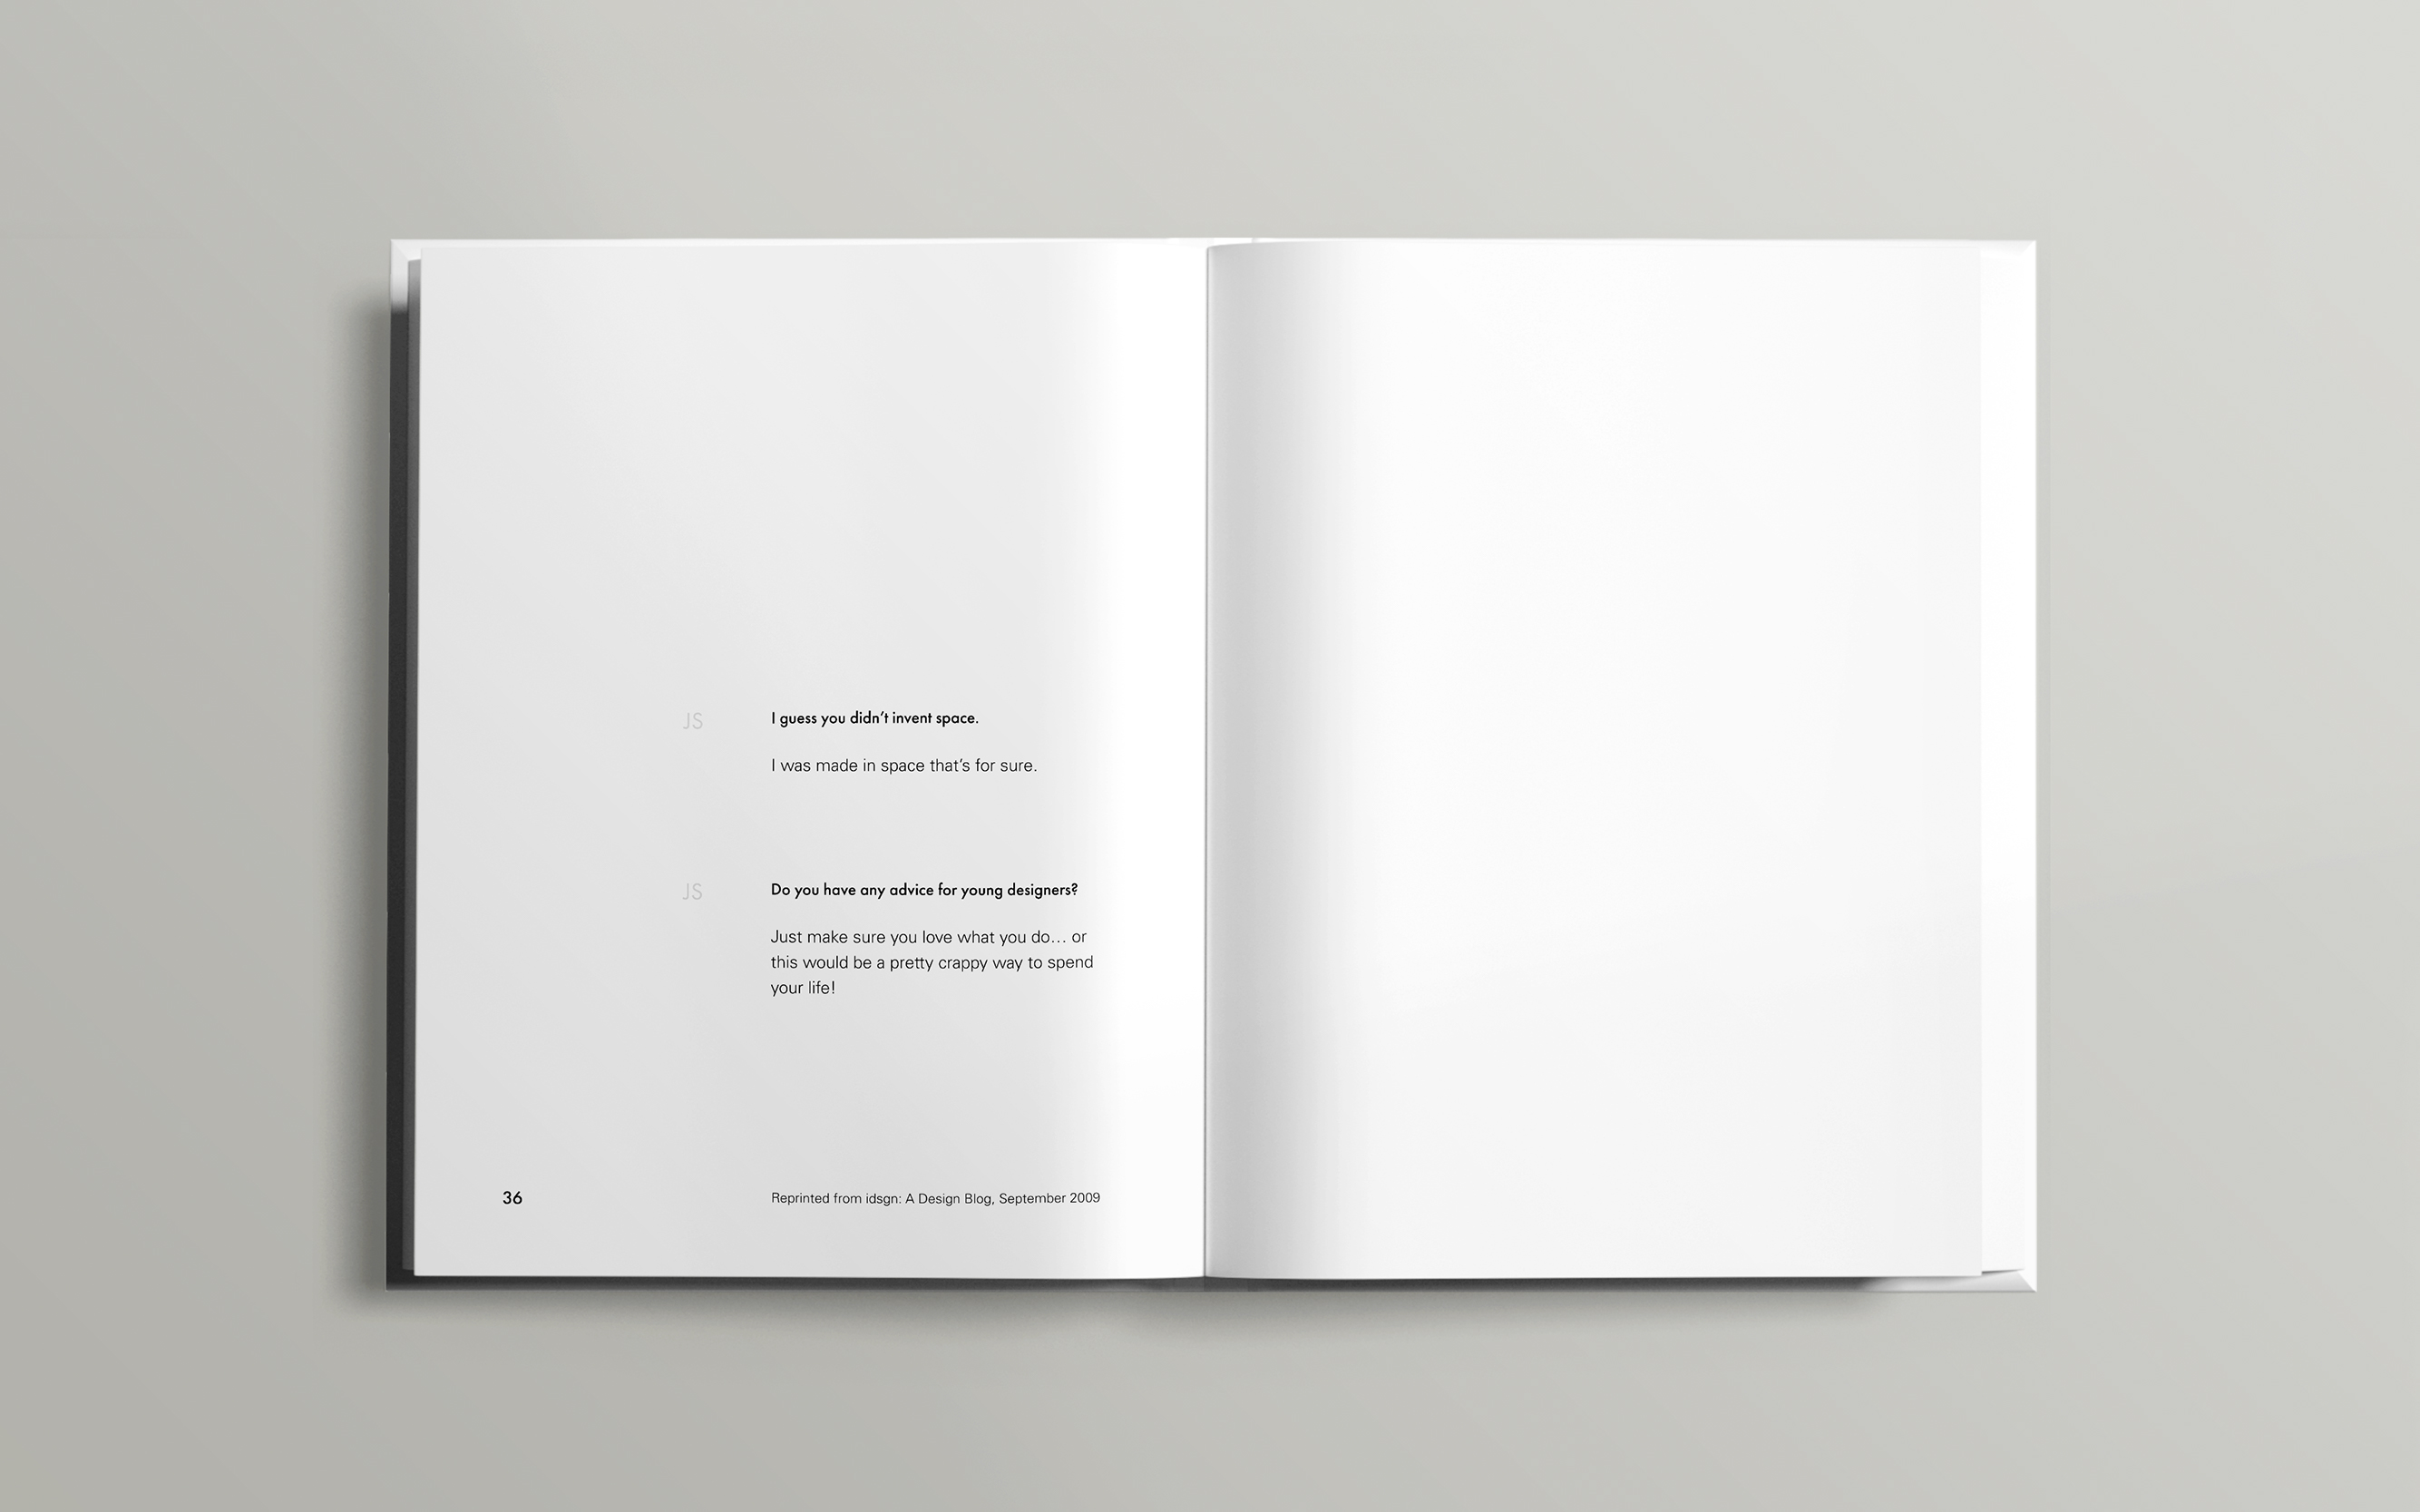 JS
I guess you didn’t invent space.
I was made in space that’s for sure.
JS
Do you have any advice for young designers?
Just make sure you love what you do... or
this would be a pretty crappy way to spend
your life!
36
Reprinted from idsgn: A Design Blog, September 2009